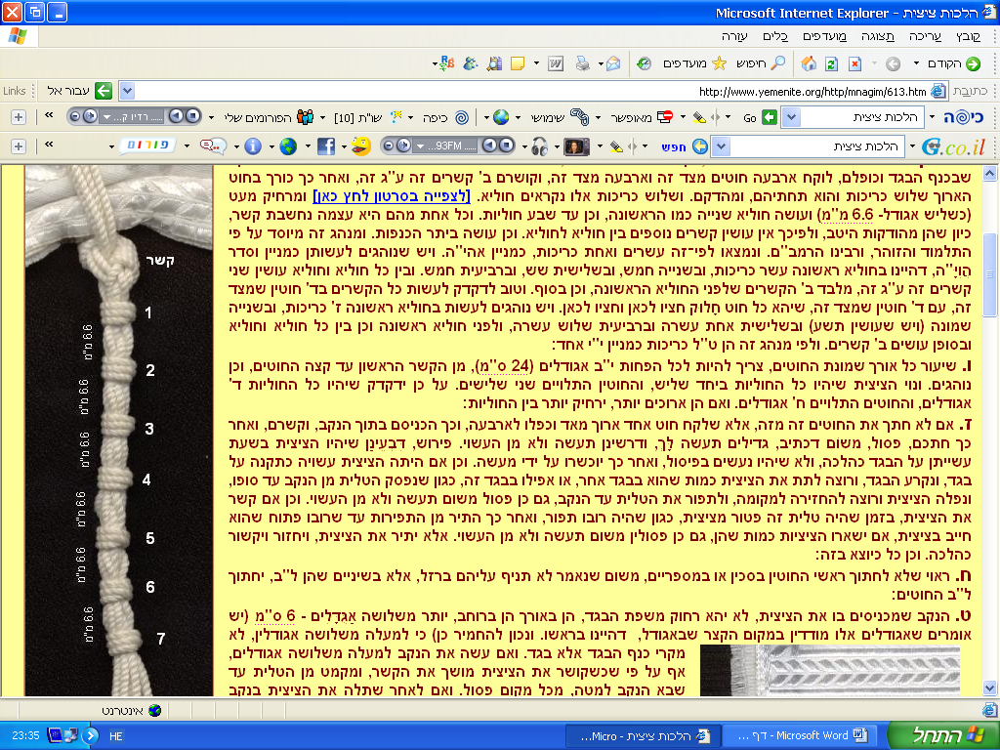 הלכות ציצית - Microsoft Internet Explorer
קובץ עריכה תצוגה מועדפים כלים עזרה
הקודם חיפוש מועדפים
כתובת http://www.yemenite.org/http/mnagim/613.htm עבור אל Links
כיפה הלכות ציצית Go מאופשר שימושי כיפה שו"ת [10] הפורומים שלי רדיו ק...
G.co.il הלכות ציצית חפש 93FM..... פורום
שבכנף הבגד וכופלם, לוקח ארבעה חוטים מצד זה וארבעה מצד זה, וקושרם ב' קשרים זה ע"ג זה, ואחר כך כורך בחוט
הארוך שלוש כריכות והוא תחתיהם, ומהדקם. ושלוש כריכות אלו נקראים חוליא. [לצפייה בסרטון לחץ כאן] ומרחיק מעט
(כשליש אגודל- 6.6 מ"מ) ועושה חוליא שנייה כמו הראשונה, וכן עד שבע חוליות. וכל אחת מהם היא עצמה נחשבת קשר,
כיון שהן מהודקות היטב, ולפיכך אין עושין קשרים נוספים בין חוליא לחוליא. וכן עושה ביתר הכנפות. ומנהג זה מיוסד על פי
התלמוד והזוהר, ורבינו הרמב"ם. ונמצאו לפי־זה עשרים ואחת כריכות, כמניין אהי"ה. ויש שנוהגים לעשותן כמניין וסדר
הֲוָיָ"ה, דהיינו בחוליא ראשונה עשר כריכות, ובשנייה חמש, ובשלישית שש, וברביעית חמש. ובין כל חוליא וחוליא עושין שני
קשרים זה ע"ג זה, מלבד ב' הקשרים שלפני החוליא הראשונה, וכן בסוף. וטוב לדקדק לעשות כל הקשרים בד' חוטין שמצד
זה, עם ד' חוטין שמצד זה, שיהא כל חוט חָלוק חציו לכאן וחציו לכאן. ויש נוהגים לעשות בחוליא ראשונה ז' כריכות, ובשנייה
שמונה (ויש שעושין תשע) ובשלישית אחת עשרה וברביעית שלוש עשרה, ולפני חוליא ראשונה וכן בין כל חוליא וחוליא
ובסופן עושים ב' קשרים. ולפי מנהג זה הן ט"ל כריכות כמניין י"י אחד:
ו. שיעור כל אורך שמונת החוטים, צריך להיות לכל הפחות י"ב אגודלים (24 ס"מ), מן הקשר הראשון עד קצה החוטים, וכן
נוהגים. ונוי הציצית שיהיו כל החוליות ביחד שליש, והחוטין התלויים שני שלישים. על כן ידקדק שיהיו כל החוליות ד'
אגודלים, והחוטים התלויים ח' אגודלים. ואם הן ארוכים יותר, ירחיק יותר בין החוליות:
ז. אם לא חתך את החוטים זה מזה, אלא שלקח חוט אחד ארוך מאד וכפלו לארבעה, וכך הכניסם בתוך הנקב, וקשרם, ואחר
כך חתכם, פסול, משום דכתיב, גדילים תעשה לָּךְ, ודרשינן תעשה ולא מן העשוי. פירוש, דבעינן שיהיו הציצית בשעת
עשייתן על הבגד כהלכה, ולא שיהיו נעשים בפיסול, ואחר כך יוכשרו על ידי מעשה. וכן אם היתה הציצית עשויה כתקנה על
בגד, ונקרע הבגד, ורוצה לתת את הציצית כמות שהוא בבגד אחר, או אפילו בבגד זה, כגון שנפסק הטלית מן הנקב עד סופו,
ונפלה הציצית ורוצה להחזירה למקומה, ולתפור את הטלית עד הנקב, גם כן פסול משום תעשה ולא מן העשוי. וכן אם קשר
את הציצית, בזמן שהיה טלית זה פטור מציצית, כגון שהיה רובו תפור, ואחר כך התיר מן התפירות עד שרובו פתוח שהוא
חייב בציצית, אם ישארו הציציות כמות שהן, גם כן פסולין משום תעשה ולא מן העשוי. אלא יתיר את הציצית, ויחזור ויקשור
כהלכה. וכן כל כיוצא בזה:
ח. ראוי שלא לחתוך ראשי החוטין בסכין או במספריים, משום שנאמר לא תניף עליהם ברזל, אלא בשיניים שהן ל"ב, יחתוך
ל"ב החוטים:
ט. הנקב שמכניסים בו את הציצית, לא יהא רחוק משפת הבגד, הן באורך הן ברוחב, יותר משלושה אֲגֻדָּלים - 6 ס"מ (יש
אומרים שאגודלים אלו מודדין במקום הקצר שבאגודל, דהיינו בראשו. ונכון להחמיר כן) כי למעלה משלושה אגודלין, לא
מקרי כנף הבגד אלא בגד. ואם עשה את הנקב למעלה משלושה אגודלים,
אף על פי שכשקושר את הציצית מושך את הקשר, ומקמט מן הטלית עד
שבא הנקב למטה, מכל מקום פסול. ואם לאחר שתלה את הציצית בנקב
קשר
1
6.6 מ"מ
2
6.6 מ"מ
3
6.6 מ"מ
4
6.6 מ"מ
5
6.6 מ"מ
6
6.6 מ"מ
7
אינטרנט
התחל דף ... - Microsoft Word הלכות ציצית - Micro... HE 23:35